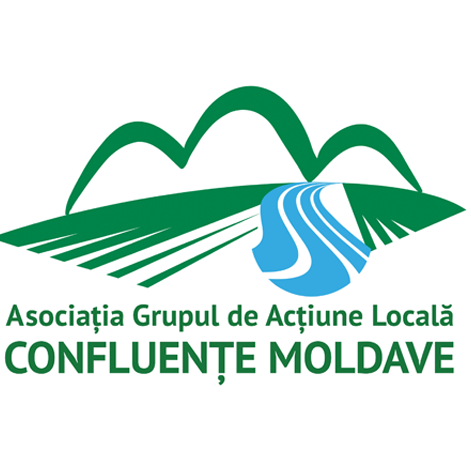 Asociația Grupul de Acțiune Locală
CONFLUENȚE MOLDAVE